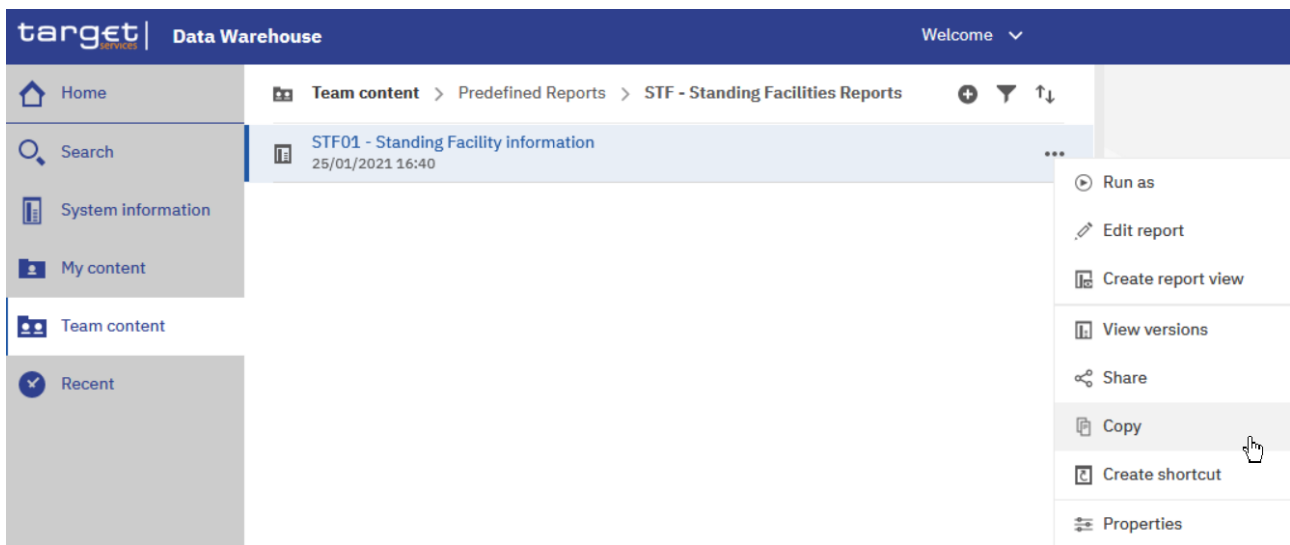 target services | Data Warehouse
Welcome
Home
Team content > Predefined Reports > STF - Standing Facilities Reports
Search
STF01 - Standing Facility information
25/01/2021 16:40
System information
My content
Team content
Recent
Run as
Edit report
Create report view
View versions
Share
Copy
Create shortcut
Properties